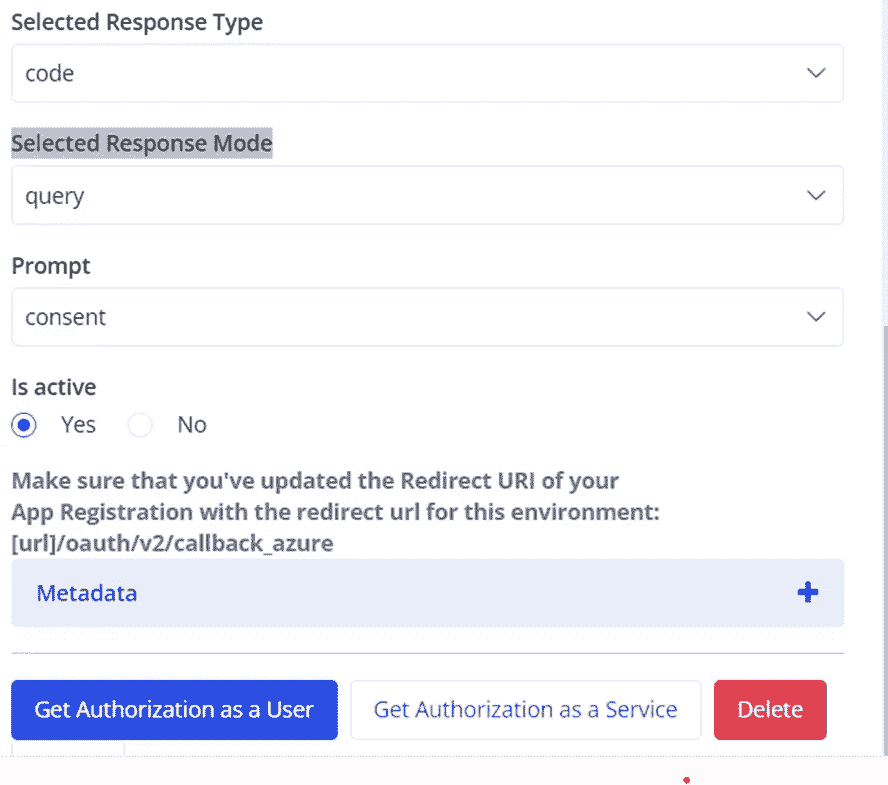 Selected Response Type
code
Selected Response Mode
query
Prompt
consent
Is active
Yes No
Make sure that you've updated the Redirect URI of your
App Registration with the redirect url for this environment:
[url]/oauth/v2/callback_azure
Metadata
Get Authorization as a User Get Authorization as a Service Delete